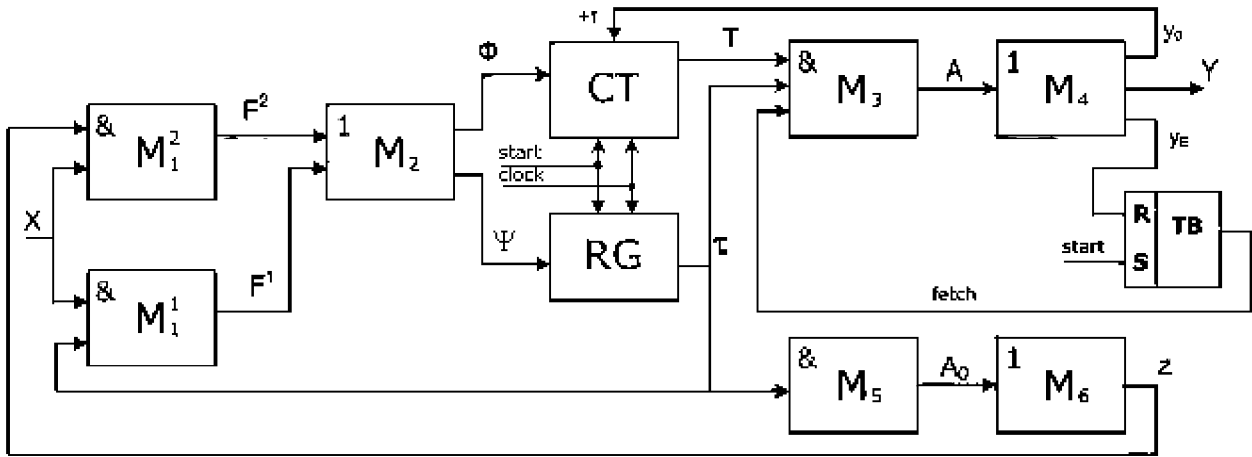 +1
y₀
T
&
M₃
A
1
M₄
Y
Φ
CT
&
M₁²
F²
1
M₂
start
clock
y_E
R
TB
S
start
X
Ψ
RG
τ
&
M₁¹
F¹
fetch
&
M₅
A₀
1
M₆
z